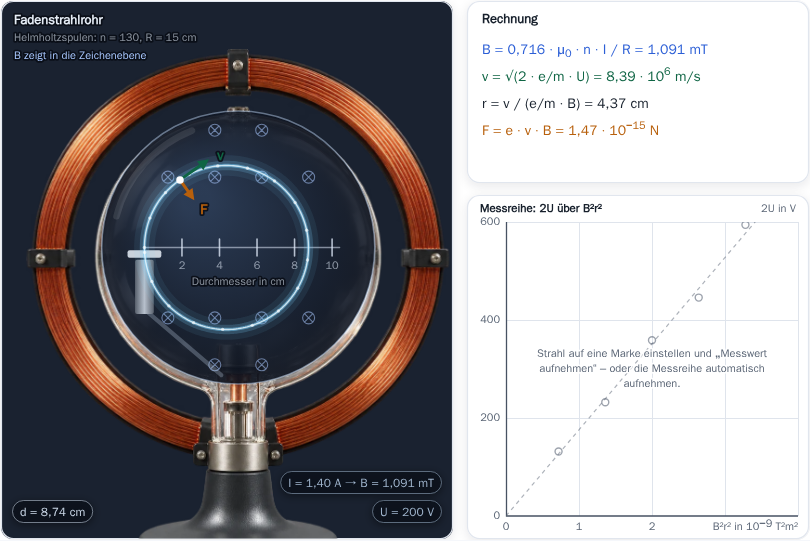 Fadenstrahlrohr
Helmholtzspulen: n = 130, R = 15 cm
B zeigt in die Zeichenebene
v
F
2 4 6 8 10
Durchmesser in cm
I = 1,40 A → B = 1,091 mT
d = 8,74 cm
U = 200 V
Rechnung
B = 0,716 · μ₀ · n · I / R = 1,091 mT
v = √(2 · e/m · U) = 8,39 · 10⁶ m/s
r = v / (e/m · B) = 4,37 cm
F = e · v · B = 1,47 · 10⁻¹⁵ N
Messreihe: 2U über B²r²
2U in V
600
400
Strahl auf eine Marke einstellen und „Messwert
aufnehmen" – oder die Messreihe automatisch
aufnehmen.
200
0
0 1 2 B²r² in 10⁻⁹ T²m²